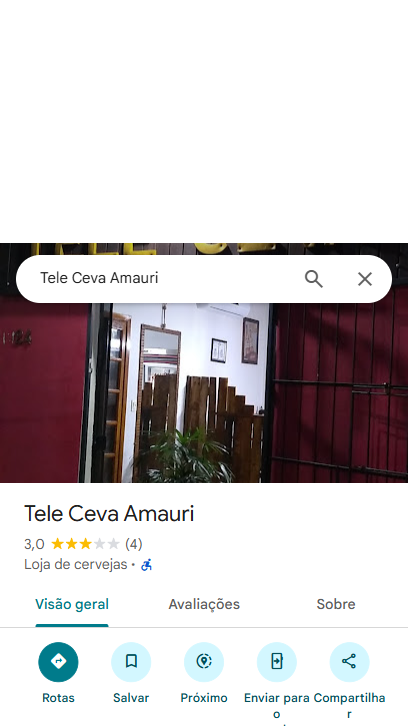 Tele Ceva Amauri
Tele Ceva Amauri
3,0 (4)
Loja de cervejas ·
Visão geral Avaliações Sobre
Rotas Salvar Próximo Enviar para o Compartilhar